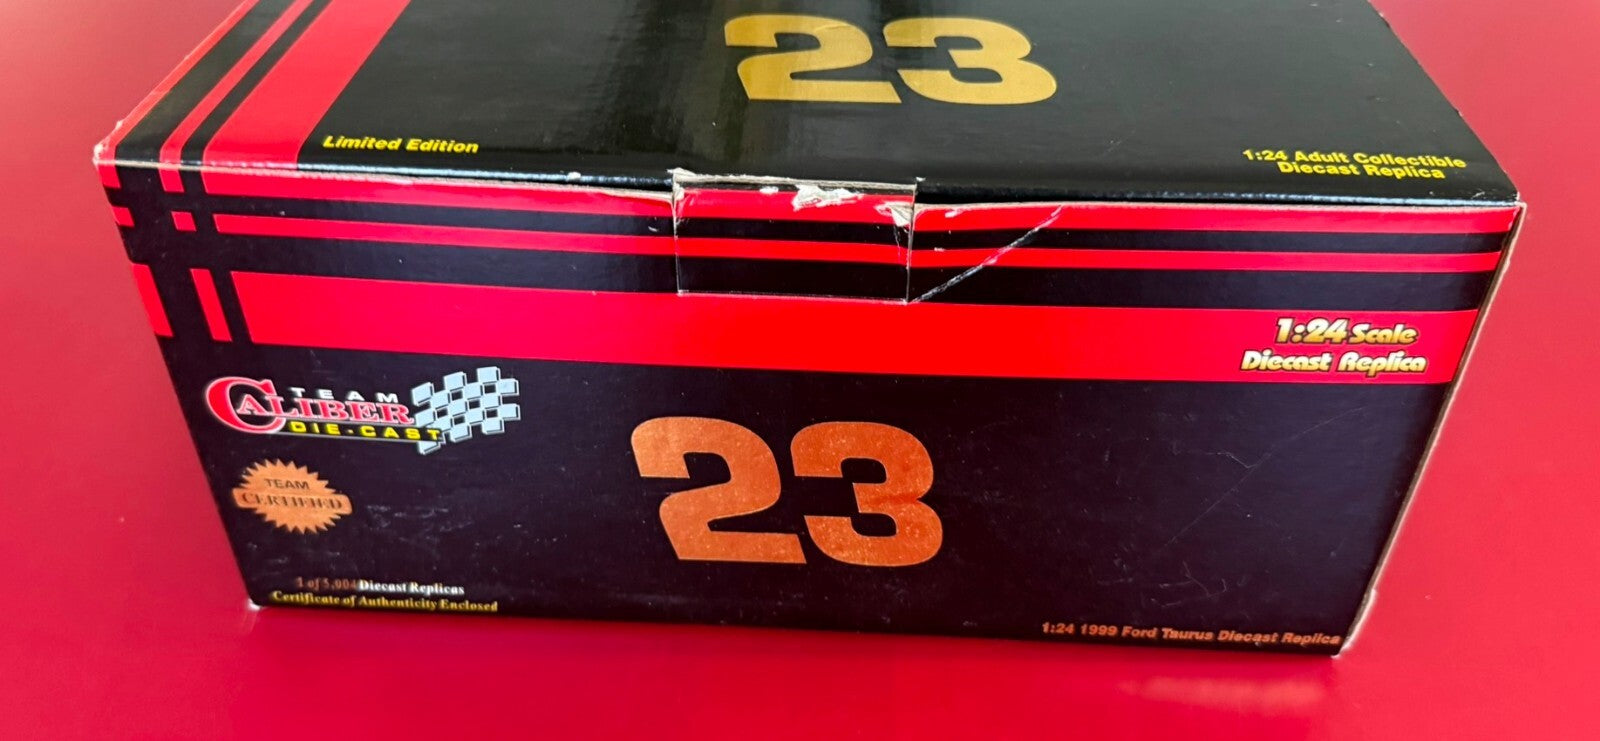 23
Limited Edition
1:24 Adult Collectible
Diecast Replica
1:24 Scale
Diecast Replica
TEAM
CALIBER
DIE-CAST
23
TEAM
CERTIFIED
1 of 5,004 Diecast Replicas
Certificate of Authenticity Enclosed
1:24 1999 Ford Taurus Diecast Replica